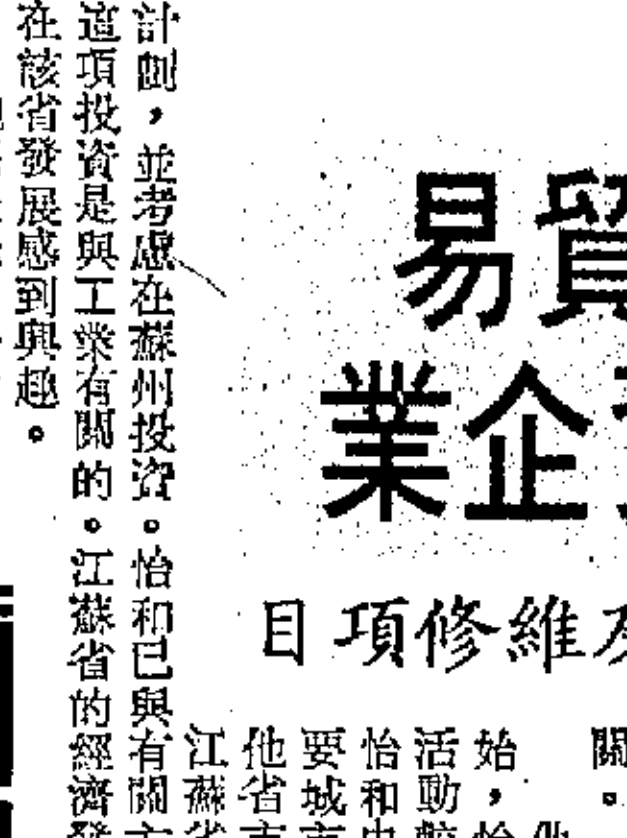 易貿
業企
目項修維及
關。
始，
活動
怡和
要城
他省
江蘇
計劃，並考慮在蘇州投資。怡和已與有關
這項投資是與工業有關的。江蘇省的經濟發
在該省發展感到興趣。